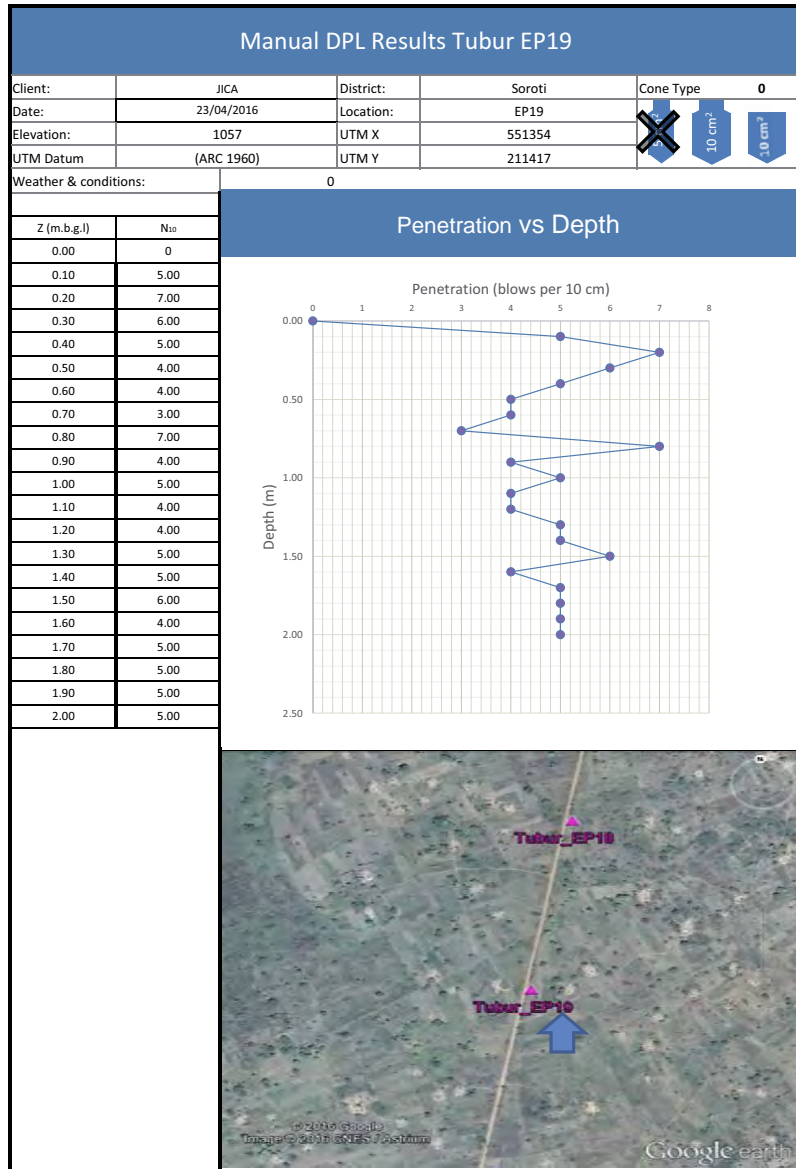 Manual DPL Results Tubur EP19
Client: JICA District: Soroti Cone Type 0
Date: 23/04/2016 Location: EP19
Elevation: 1057 UTM X 551354
UTM Datum (ARC 1960) UTM Y 211417
10 cm²
10 cm²
Weather & conditions: 0
Z (m.b.g.l) N10
0.00 0
0.10 5.00
0.20 7.00
0.30 6.00
0.40 5.00
0.50 4.00
0.60 4.00
0.70 3.00
0.80 7.00
0.90 4.00
1.00 5.00
1.10 4.00
1.20 4.00
1.30 5.00
1.40 5.00
1.50 6.00
1.60 4.00
1.70 5.00
1.80 5.00
1.90 5.00
2.00 5.00
Penetration vs Depth
Penetration (blows per 10 cm)
0 1 2 3 4 5 6 7 8
0.00
0.50
1.00
1.50
2.00
2.50
Depth (m)
Tubur_EP18
Tubur_EP19
© 2016 Google
Image © 2016 CNES / Astrium
Google earth